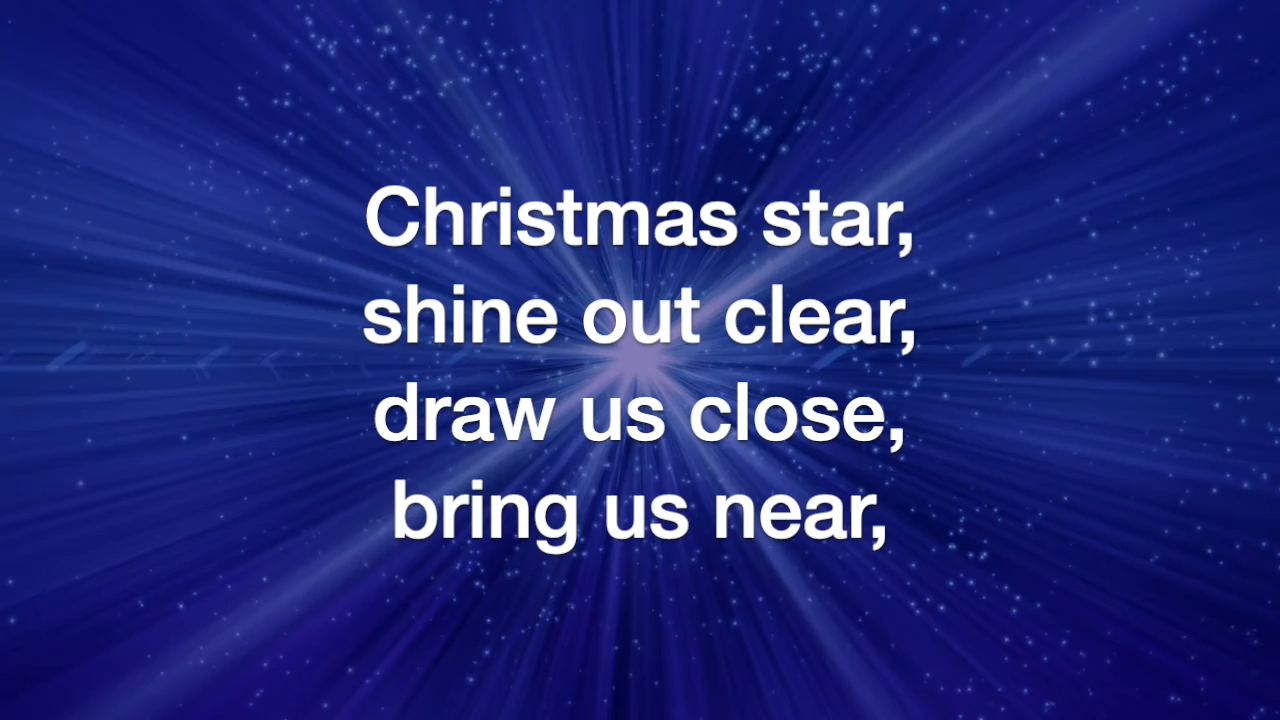 Christmas star,
shine out clear,
draw us close,
bring us near,